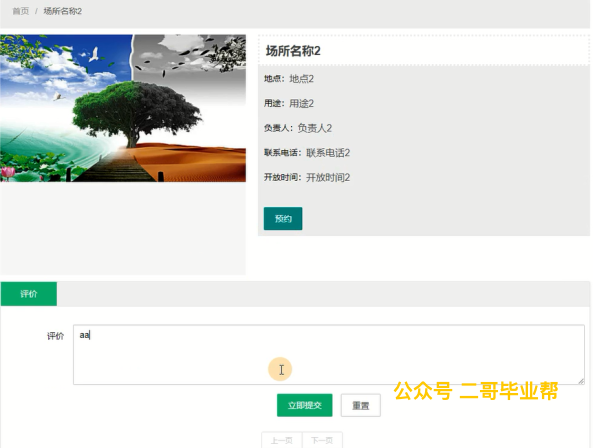 首页 / 场所名称2
场所名称2
地点：地点2
用途：用途2
负责人：负责人2
联系电话：联系电话2
开放时间：开放时间2
预约
评价
评价 aa
公众号 二哥毕业帮
立即提交 重置
上一页 下一页